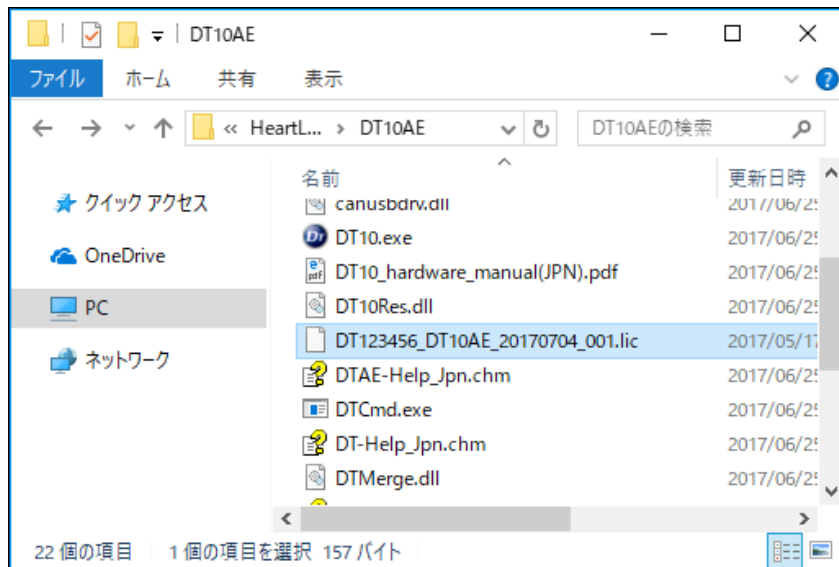 DT10AE
ファイル ホーム 共有 表示
« HeartL... › DT10AE DT10AEの検索
名前 更新日時
クイック アクセス
OneDrive
PC
ネットワーク
canusbdrv.dll 2017/06/25
DT10.exe 2017/06/25
DT10_hardware_manual(JPN).pdf 2017/06/25
DT10Res.dll 2017/06/25
DT123456_DT10AE_20170704_001.lic 2017/05/17
DTAE-Help_Jpn.chm 2017/06/25
DTCmd.exe 2017/06/25
DT-Help_Jpn.chm 2017/06/25
DTMerge.dll 2017/06/25
22 個の項目 1 個の項目を選択 157 バイト